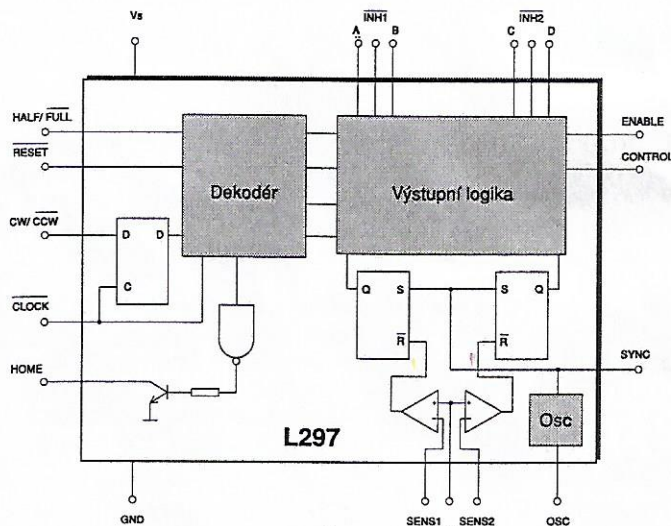 Vs
A INH1 B
C INH2 D
HALF/FULL
RESET
CW/CCW
CLOCK
HOME
Dekodér
Výstupní logika
ENABLE
CONTROL
D D
C
Q S
R
S Q
R
SYNC
+ -
+ -
Osc
L297
GND
SENS1
SENS2
OSC